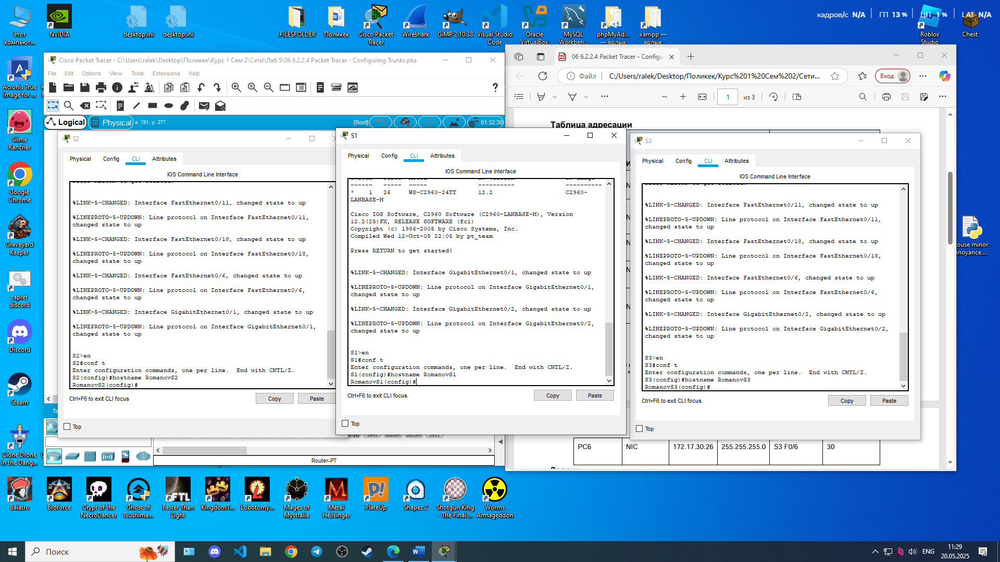 Этот
компьют...
NVIDIA
desktop.ini
desktop.ini
.FILESFOLDER
Поликек
Cisco Packet
Tracer
Wireshark
GIMP 2.10.38
Visual Studio
Code
Oracle
VirtualBox
MySQL
Workben...
phpMyAd...
— ярлык
xampp —
ярлык
кадров/с N/A
ГП 13 %
ЦП 1 %
LAT N/A
Roblox
Studio
Chest
Acronis True
Image for ...
Slime
Rancher
Google
Chrome
Graveyard
Keeper
zapret
discord
Discord
Steam
Clone Drone
in the Dang...
Cisco Packet Tracer - C:\Users\ralek\Desktop\Поликек\Курс 1 Сем 2\Сети\Лаб 5\06 6.2.2.4 Packet Tracer - Configuring Trunks.pka
File Edit Options View Tools Extensions Help
?
Logical
Physical
x: 781, y: 277
[Root]
01:32:30
S2
Physical Config CLI Attributes
IOS Command Line Interface
%LINK-5-CHANGED: Interface FastEthernet0/11, changed state to up
%LINEPROTO-5-UPDOWN: Line protocol on Interface FastEthernet0/11,
changed state to up
%LINK-5-CHANGED: Interface FastEthernet0/18, changed state to up
%LINEPROTO-5-UPDOWN: Line protocol on Interface FastEthernet0/18,
changed state to up
%LINK-5-CHANGED: Interface FastEthernet0/6, changed state to up
%LINEPROTO-5-UPDOWN: Line protocol on Interface FastEthernet0/6,
changed state to up
%LINK-5-CHANGED: Interface GigabitEthernet0/1, changed state to up
%LINEPROTO-5-UPDOWN: Line protocol on Interface GigabitEthernet0/1,
changed state to up
S2>en
S2#conf t
Enter configuration commands, one per line.  End with CNTL/Z.
S2(config)#hostname RomanovS2
RomanovS2(config)#
Ctrl+F6 to exit CLI focus
Copy
Paste
Top
S1
Physical Config CLI Attributes
IOS Command Line Interface
------ ----- ----- ---------- ----------
* 1 26 WS-C2960-24TT 12.2 C2960-
LANBASE-M
Cisco IOS Software, C2960 Software (C2960-LANBASE-M), Version
12.2(25)FX, RELEASE SOFTWARE (fc1)
Copyright (c) 1986-2005 by Cisco Systems, Inc.
Compiled Wed 12-Oct-05 22:05 by pt_team
Press RETURN to get started!
%LINK-5-CHANGED: Interface GigabitEthernet0/1, changed state to up
%LINEPROTO-5-UPDOWN: Line protocol on Interface GigabitEthernet0/1,
changed state to up
%LINK-5-CHANGED: Interface GigabitEthernet0/2, changed state to up
%LINEPROTO-5-UPDOWN: Line protocol on Interface GigabitEthernet0/2,
changed state to up
S1>en
S1#conf t
Enter configuration commands, one per line.  End with CNTL/Z.
S1(config)#hostname RomanovS1
RomanovS1(config)#
Ctrl+F6 to exit CLI focus
Copy
Paste
Top
06 6.2.2.4 Packet Tracer - Configu
Файл
C:/Users/ralek/Desktop/Поликек/Курс%201%20Сем%202/Сети...
Вход
1
из 3
Таблица адресации
S3
Physical Config CLI Attributes
IOS Command Line Interface
%LINK-5-CHANGED: Interface FastEthernet0/11, changed state to up
%LINEPROTO-5-UPDOWN: Line protocol on Interface FastEthernet0/11,
changed state to up
%LINK-5-CHANGED: Interface FastEthernet0/18, changed state to up
%LINEPROTO-5-UPDOWN: Line protocol on Interface FastEthernet0/18,
changed state to up
%LINK-5-CHANGED: Interface FastEthernet0/6, changed state to up
%LINEPROTO-5-UPDOWN: Line protocol on Interface FastEthernet0/6,
changed state to up
%LINK-5-CHANGED: Interface GigabitEthernet0/2, changed state to up
%LINEPROTO-5-UPDOWN: Line protocol on Interface GigabitEthernet0/2,
changed state to up
S3>en
S3#conf t
Enter configuration commands, one per line.  End with CNTL/Z.
S3(config)#hostname RomanovS3
RomanovS3(config)#
Ctrl+F6 to exit CLI focus
Copy
Paste
Top
PC6 NIC 172.17.30.26 255.255.255.0 S3 F0/6 30
Router-PT
ouse minor
nnoyance....
Balatro
Broforce
Crypt of the
NecroDancer
Ghost of
Tsushima...
Faster Than
Light
KingdomT...
Lobotomy...
Mages of
Mystralia
Metal
Hellsinger
PlateUp
Shapez 2
Shotgun King
- The Final ...
Worms
Armageddon
Поиск
ENG
11:29
20.05.2025